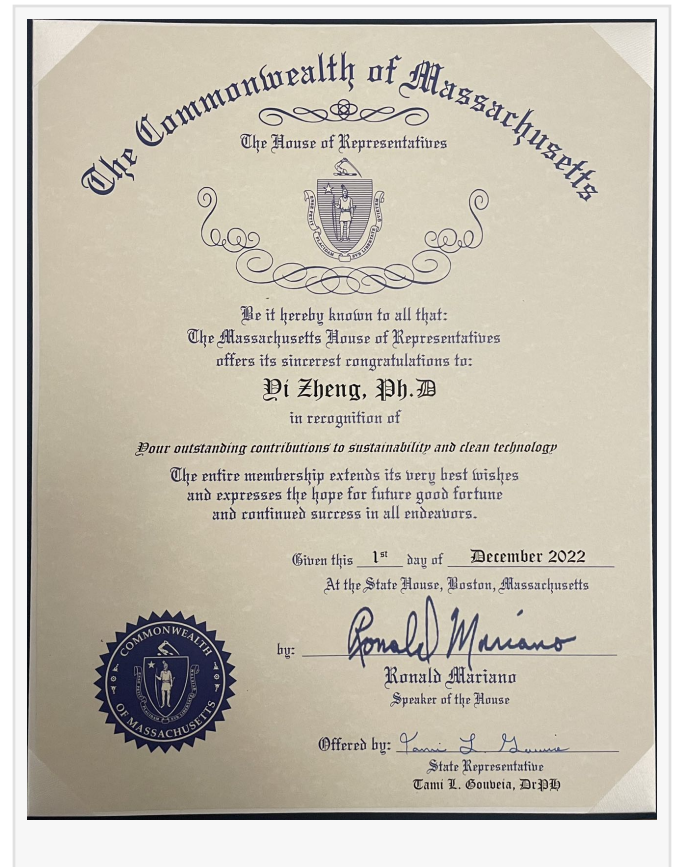 The Commonwealth of Massachusetts
The House of Representatives
Be it hereby known to all that:
The Massachusetts House of Representatives
offers its sincerest congratulations to:
Yi Zheng, Ph.D
in recognition of
Your outstanding contributions to sustainability and clean technology
The entire membership extends its very best wishes
and expresses the hope for future good fortune
and continued success in all endeavors.
Given this 1st day of December 2022
At the State House, Boston, Massachusetts
by: Ronald Mariano
Ronald Mariano
Speaker of the House
Offered by: Tami L. Gouveia
State Representative
Tami L. Gouveia, DrPH
COMMONWEALTH
OF MASSACHUSETTS